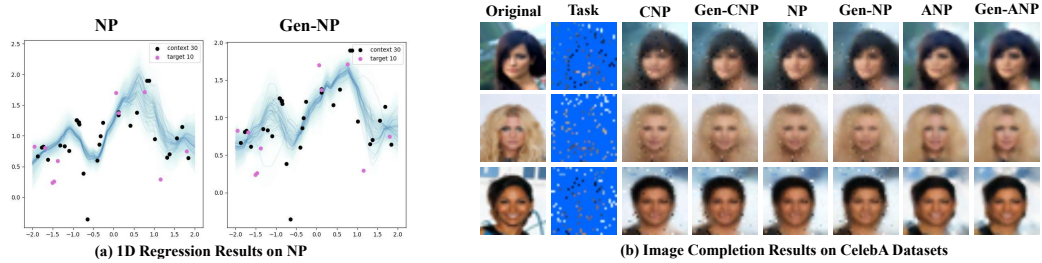 NP Gen-NP
context 30
target 10
2.5
2.0
1.5
1.0
0.5
0.0
-2.0 -1.5 -1.0 -0.5 0.0 0.5 1.0 1.5 2.0
context 30
target 10
2.0
1.5
1.0
0.5
0.0
-2.0 -1.5 -1.0 -0.5 0.0 0.5 1.0 1.5 2.0
(a) 1D Regression Results on NP
Original Task CNP Gen-CNP NP Gen-NP ANP Gen-ANP
(b) Image Completion Results on CelebA Datasets